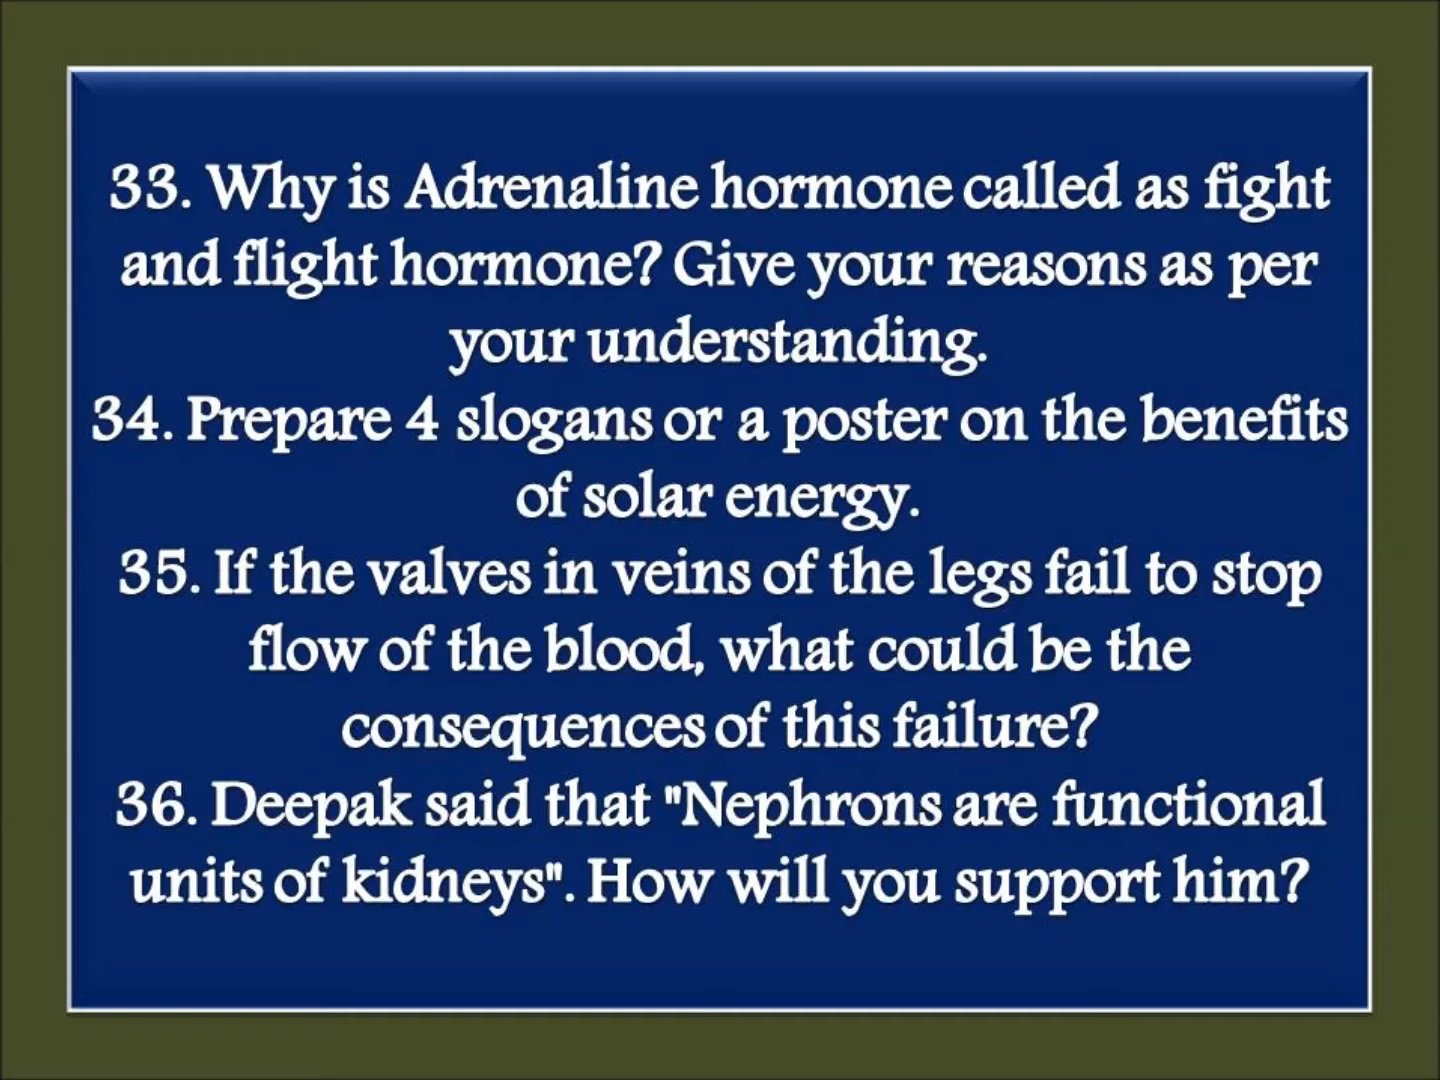 33. Why is Adrenaline hormone called as fight
and flight hormone? Give your reasons as per
your understanding.
34. Prepare 4 slogans or a poster on the benefits
of solar energy.
35. If the valves in veins of the legs fail to stop
flow of the blood, what could be the
consequences of this failure?
36. Deepak said that "Nephrons are functional
units of kidneys". How will you support him?